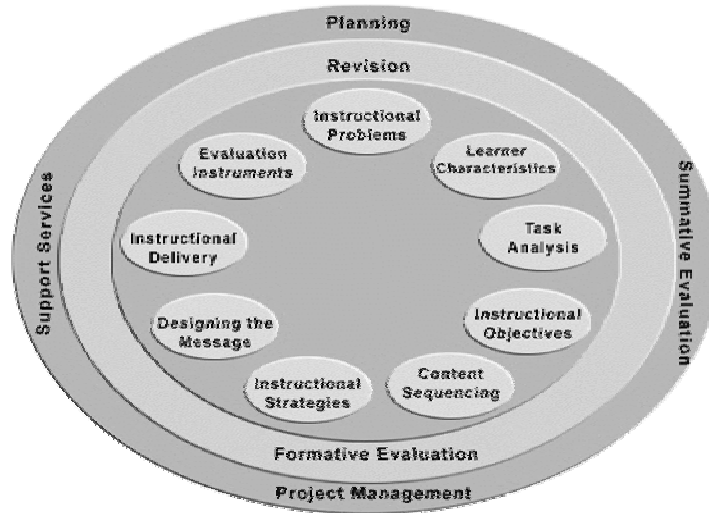 Planning
Revision
Instructional
Problems
Learner
Characteristics
Task
Analysis
Instructional
Objectives
Content
Sequencing
Instructional
Strategies
Designing the
Message
Instructional
Delivery
Evaluation
Instruments
Support Services
Summative Evaluation
Formative Evaluation
Project Management